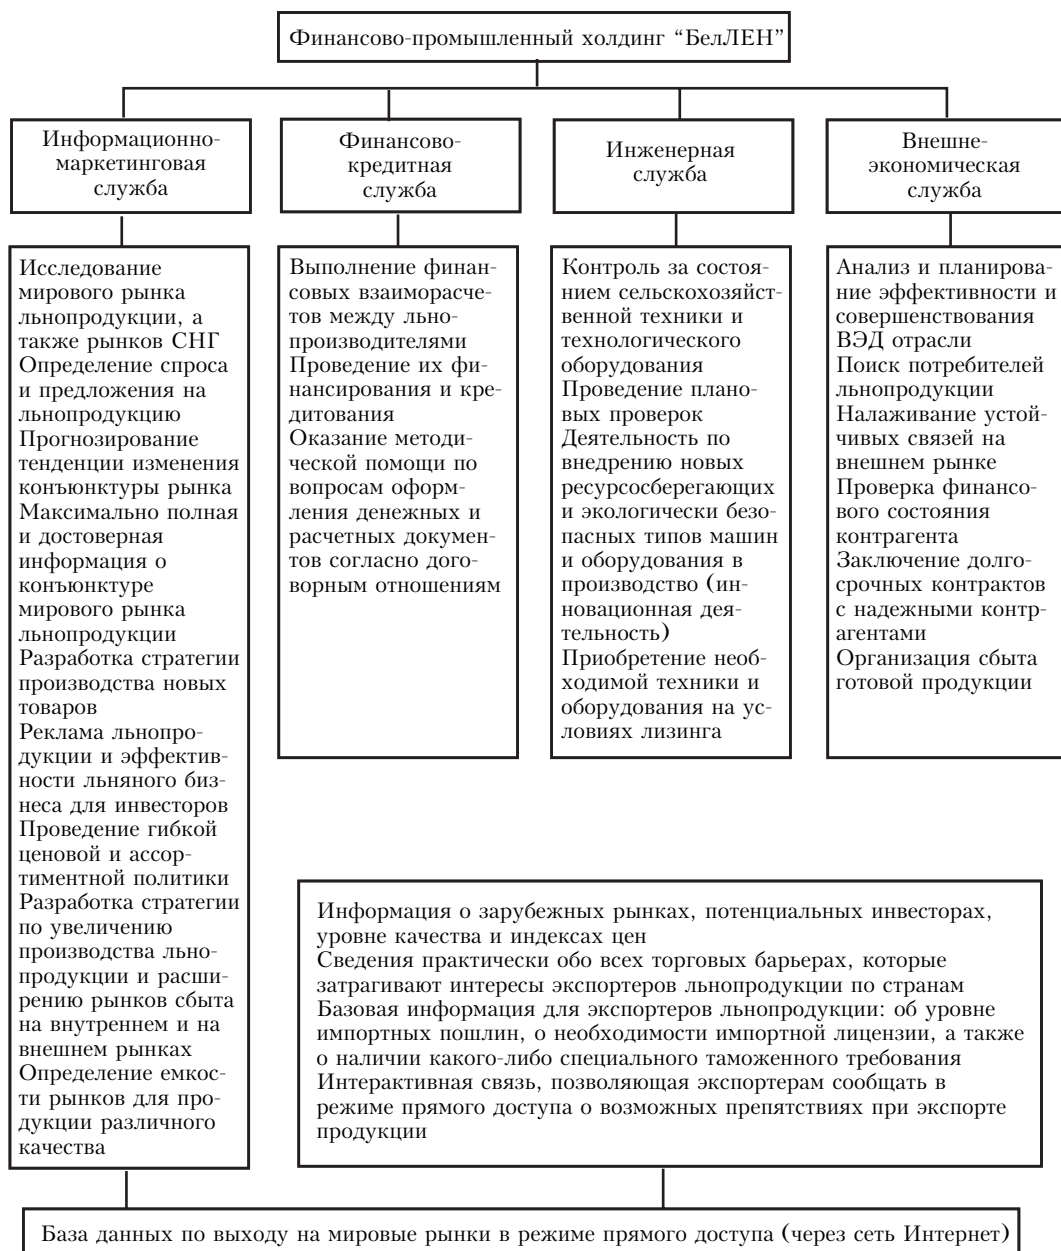 Финансово-промышленный холдинг “БелЛЕН”
Информационно-
маркетинговая
служба
Финансово-
кредитная
служба
Инженерная
служба
Внешне-
экономическая
служба
Исследование
мирового рынка
льнопродукции, а
также рынков СНГ
Определение спроса
и предложения на
льнопродукцию
Прогнозирование
тенденции изменения
конъюнктуры рынка
Максимально полная
и достоверная
информация о
конъюнктуре
мирового рынка
льнопродукции
Разработка стратегии
производства новых
товаров
Реклама льнопро-
дукции и эффектив-
ности льняного биз-
неса для инвесторов
Проведение гибкой
ценовой и ассор-
тиментной политики
Разработка стратегии
по увеличению
производства льно-
продукции и расши-
рению рынков сбыта
на внутреннем и на
внешнем рынках
Определение емкос-
ти рынков для про-
дукции различного
качества
Выполнение финан-
совых взаиморасче-
тов между льно-
производителями
Проведение их фи-
нансирования и кре-
дитования
Оказание методи-
ческой помощи по
вопросам оформ-
ления денежных и
расчетных докумен-
тов согласно дого-
ворным отношениям
Контроль за состоя-
нием сельскохозяйст-
венной техники и
технологического
оборудования
Проведение плано-
вых проверок
Деятельность по
внедрению новых
ресурсосберегающих
и экологически безо-
пасных типов машин
и оборудования в
производство (ин-
новационная дея-
тельность)
Приобретение необ-
ходимой техники и
оборудования на ус-
ловиях лизинга
Анализ и планирова-
ние эффективности и
совершенствования
ВЭД отрасли
Поиск потребителей
льнопродукции
Налаживание устой-
чивых связей на
внешнем рынке
Проверка финансо-
вого состояния
контрагента
Заключение долго-
срочных контрактов
с надежными контр-
агентами
Организация сбыта
готовой продукции
Информация о зарубежных рынках, потенциальных инвесторах,
уровне качества и индексах цен
Сведения практически обо всех торговых барьерах, которые
затрагивают интересы экспортеров льнопродукции по странам
Базовая информация для экспортеров льнопродукции: об уровне
импортных пошлин, о необходимости импортной лицензии, а также
о наличии какого-либо специального таможенного требования
Интерактивная связь, позволяющая экспортерам сообщать в
режиме прямого доступа о возможных препятствиях при экспорте
продукции
База данных по выходу на мировые рынки в режиме прямого доступа (через сеть Интернет)